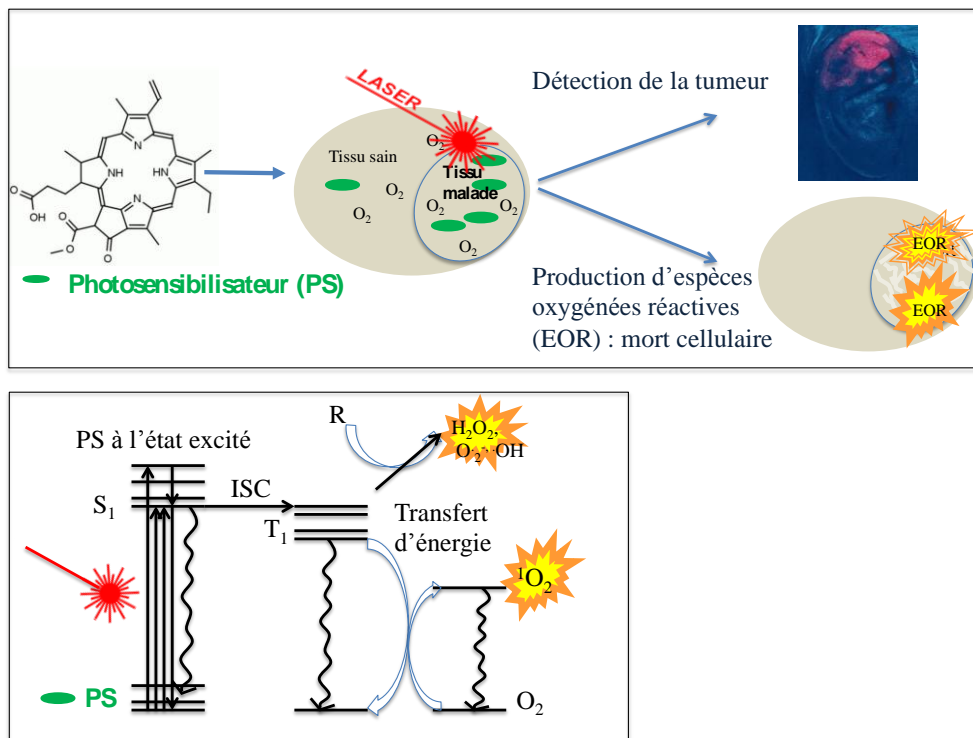 N
NH
HN
N
O
OH
O
O
O
Photosensibilisateur (PS)
LASER
Tissu sain
O2
O2
O2
Tissu
malade
O2
O2
O2
Détection de la tumeur
Production d’espèces
oxygénées réactives
(EOR) : mort cellulaire
EOR
EOR
PS à l’état excité
S1
ISC
T1
R
H2O2,
OH
Transfert
d’énergie
1O2
PS
O2